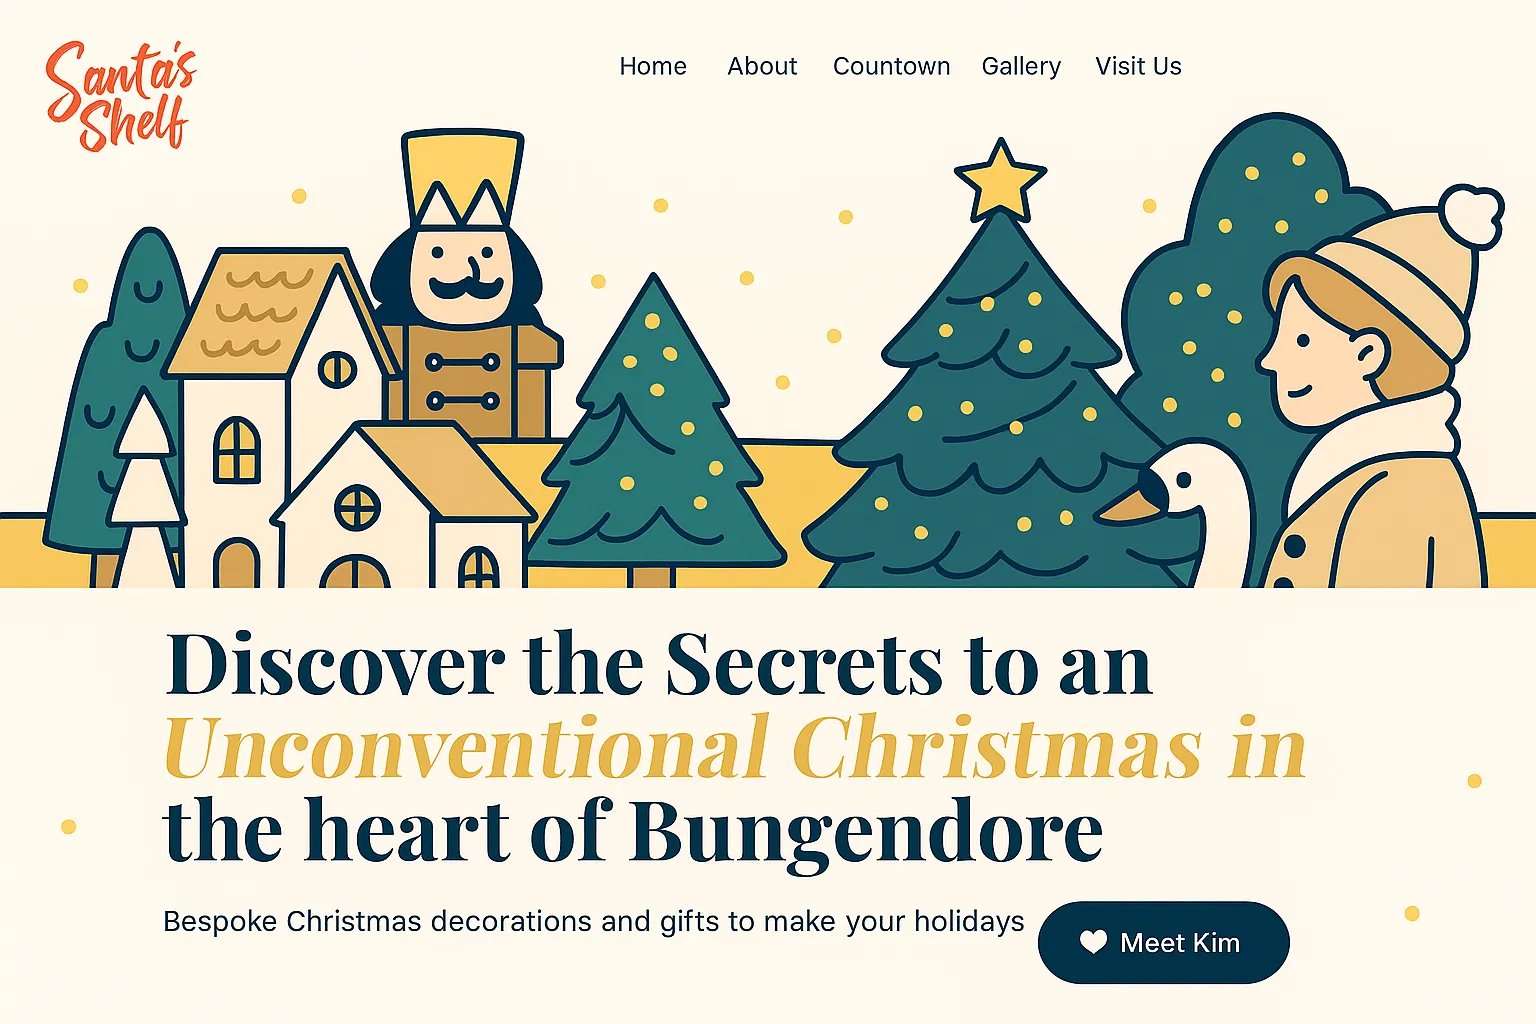 Santa's
Shelf
Home About Countown Gallery Visit Us
Discover the Secrets to an
Unconventional Christmas in
the heart of Bungendore
Bespoke Christmas decorations and gifts to make your holidays
Meet Kim